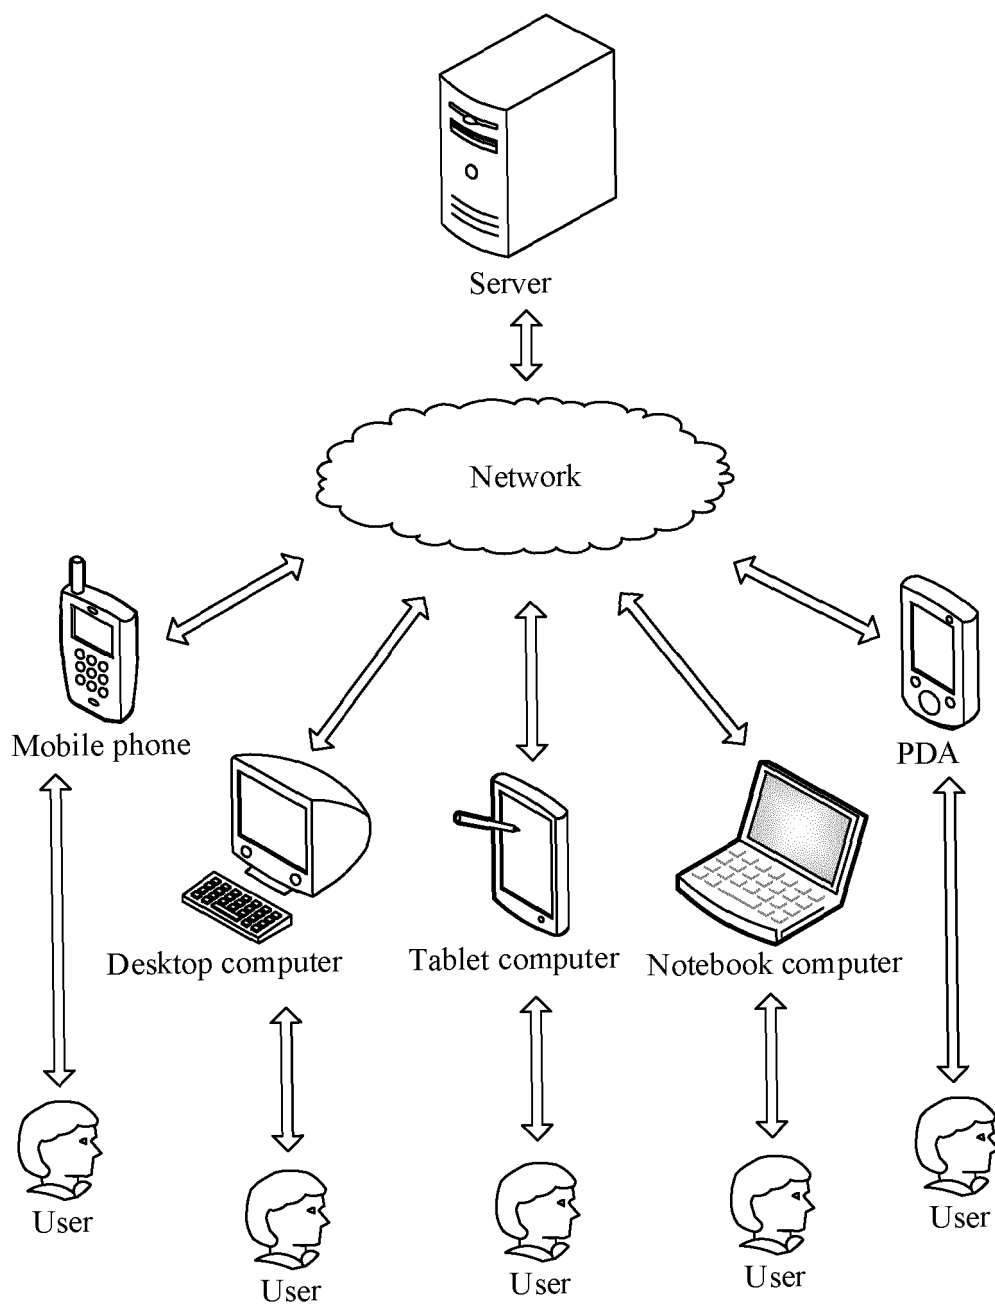 Server
Network
Mobile phone
PDA
Desktop computer
Tablet computer
Notebook computer
User
User
User
User
User